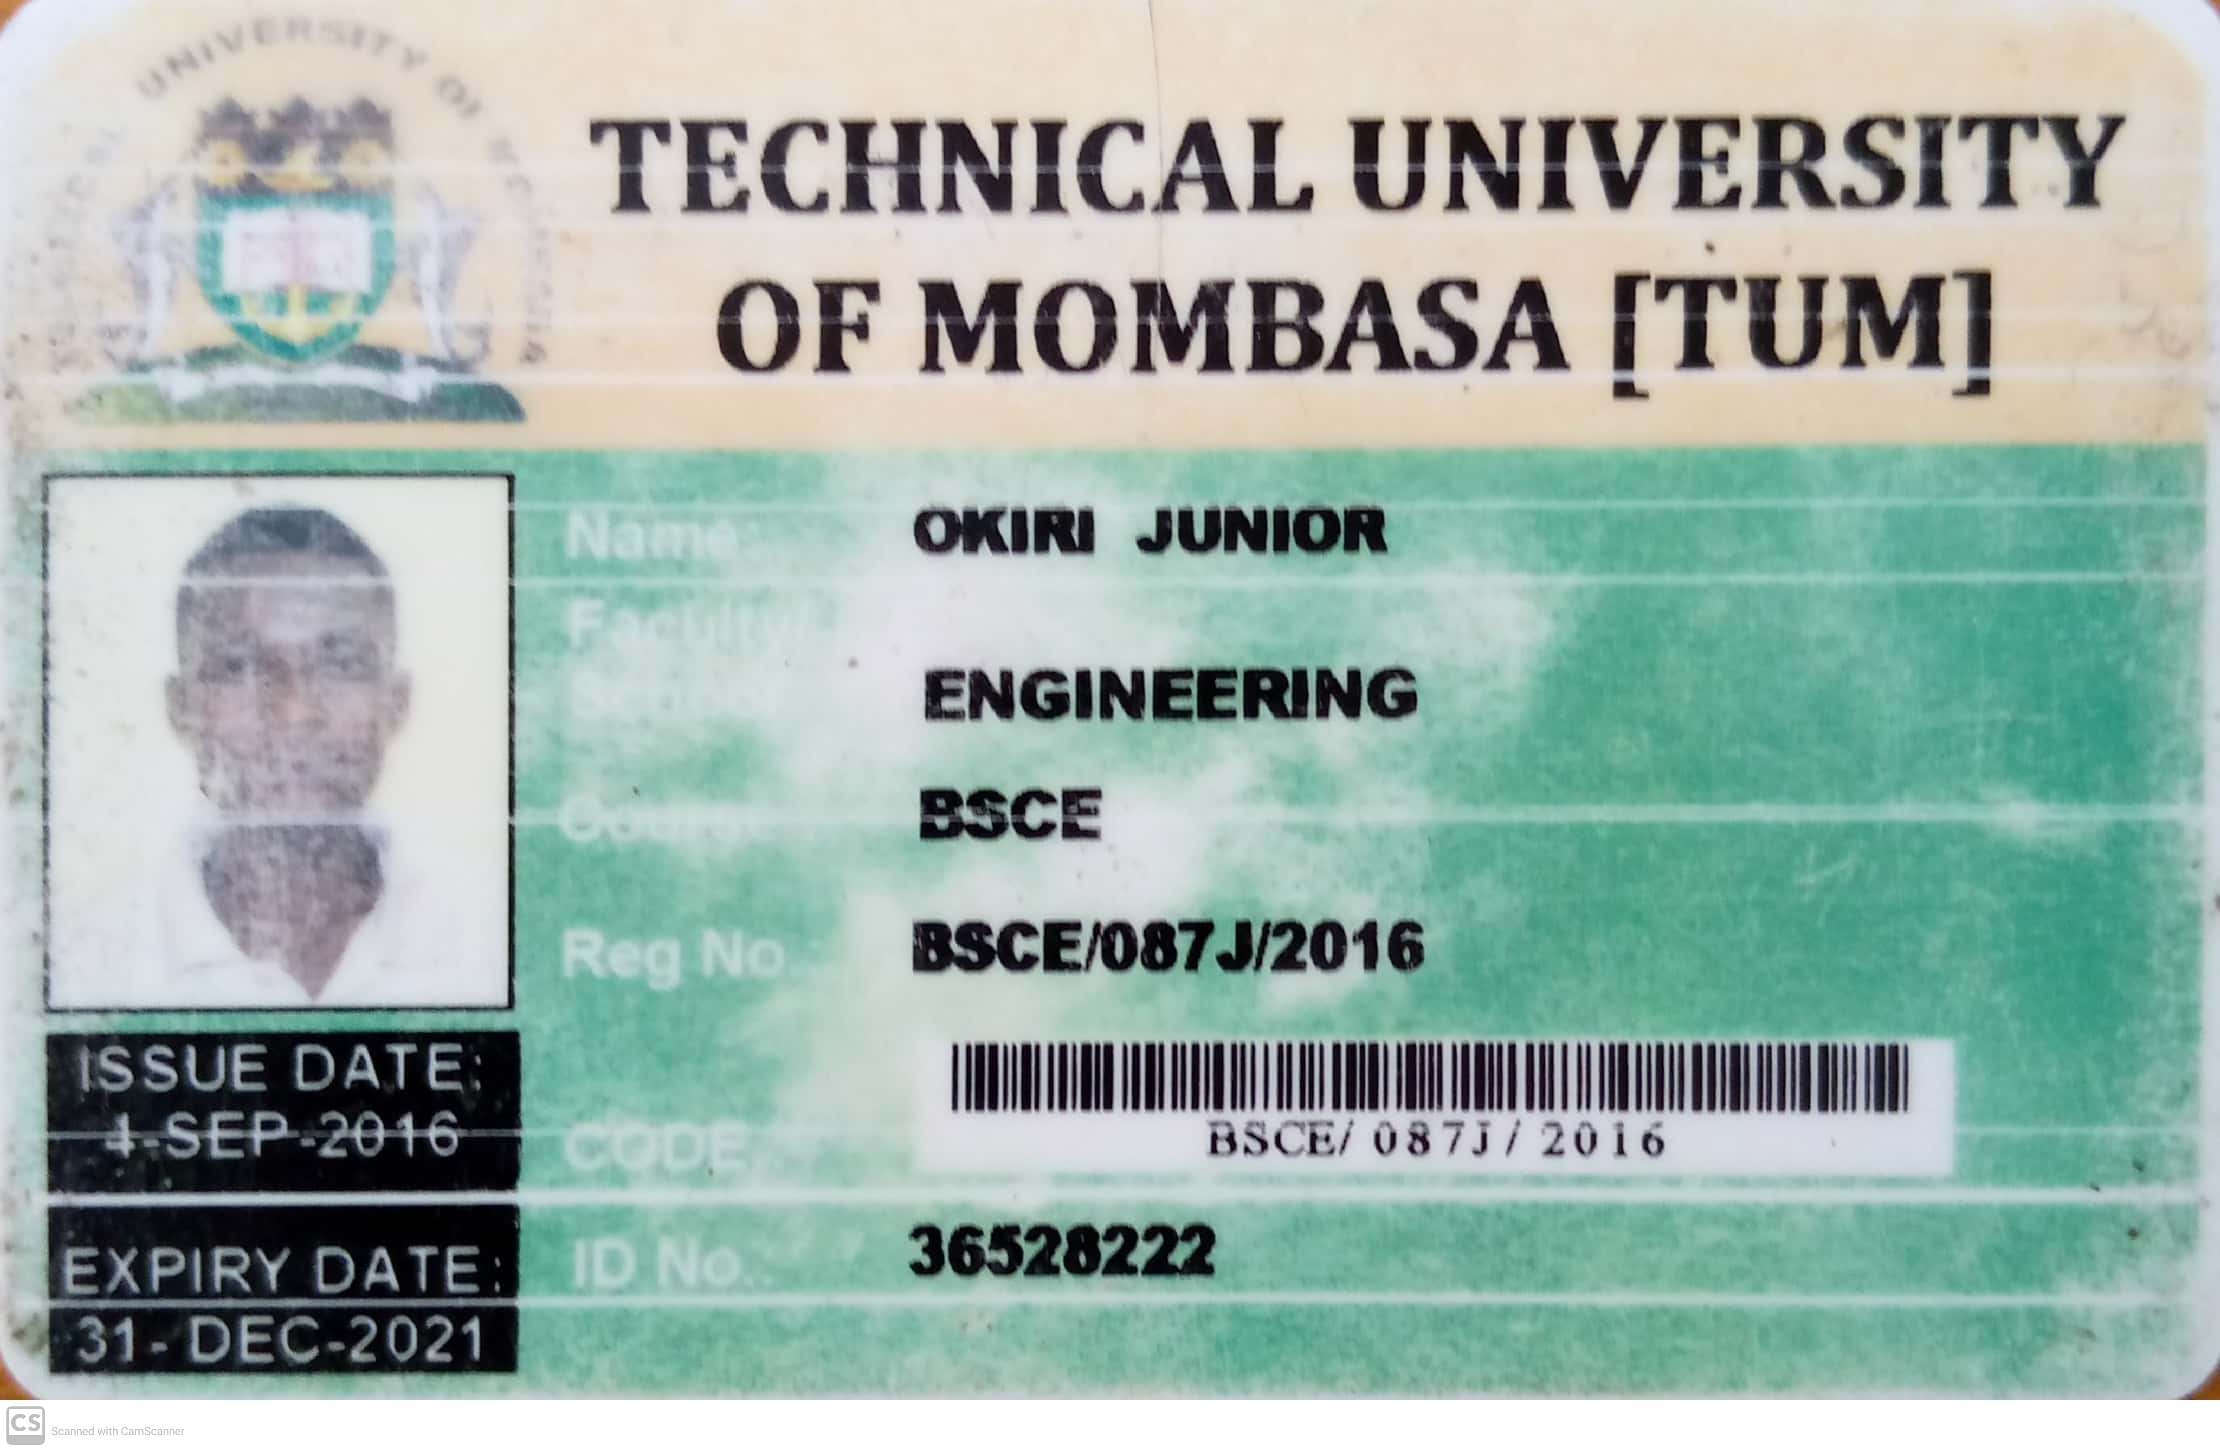 UNIVERSITY OF
TECHNICAL UNIVERSITY
OF MOMBASA [TUM]
Name: OKIRI JUNIOR
Faculty/
ENGINEERING
Course BSCE
Reg No. BSCE/087J/2016
CODE
BSCE/ 087J / 2016
ID No.. 36528222
ISSUE DATE:
4-SEP-2016
EXPIRY DATE:
31- DEC-2021
CS Scanned with CamScanner